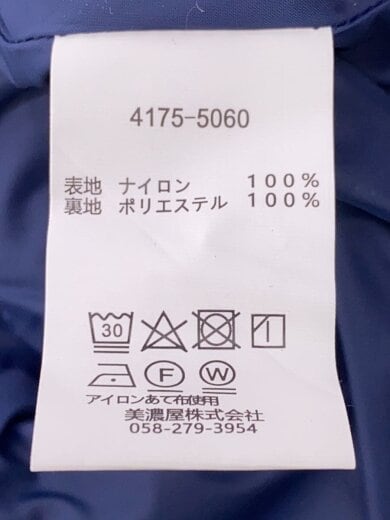 4175-5060
表地 ナイロン 100%
裏地 ポリエステル 100%
30
F W
アイロンあて布使用
美濃屋株式会社
058-279-3954